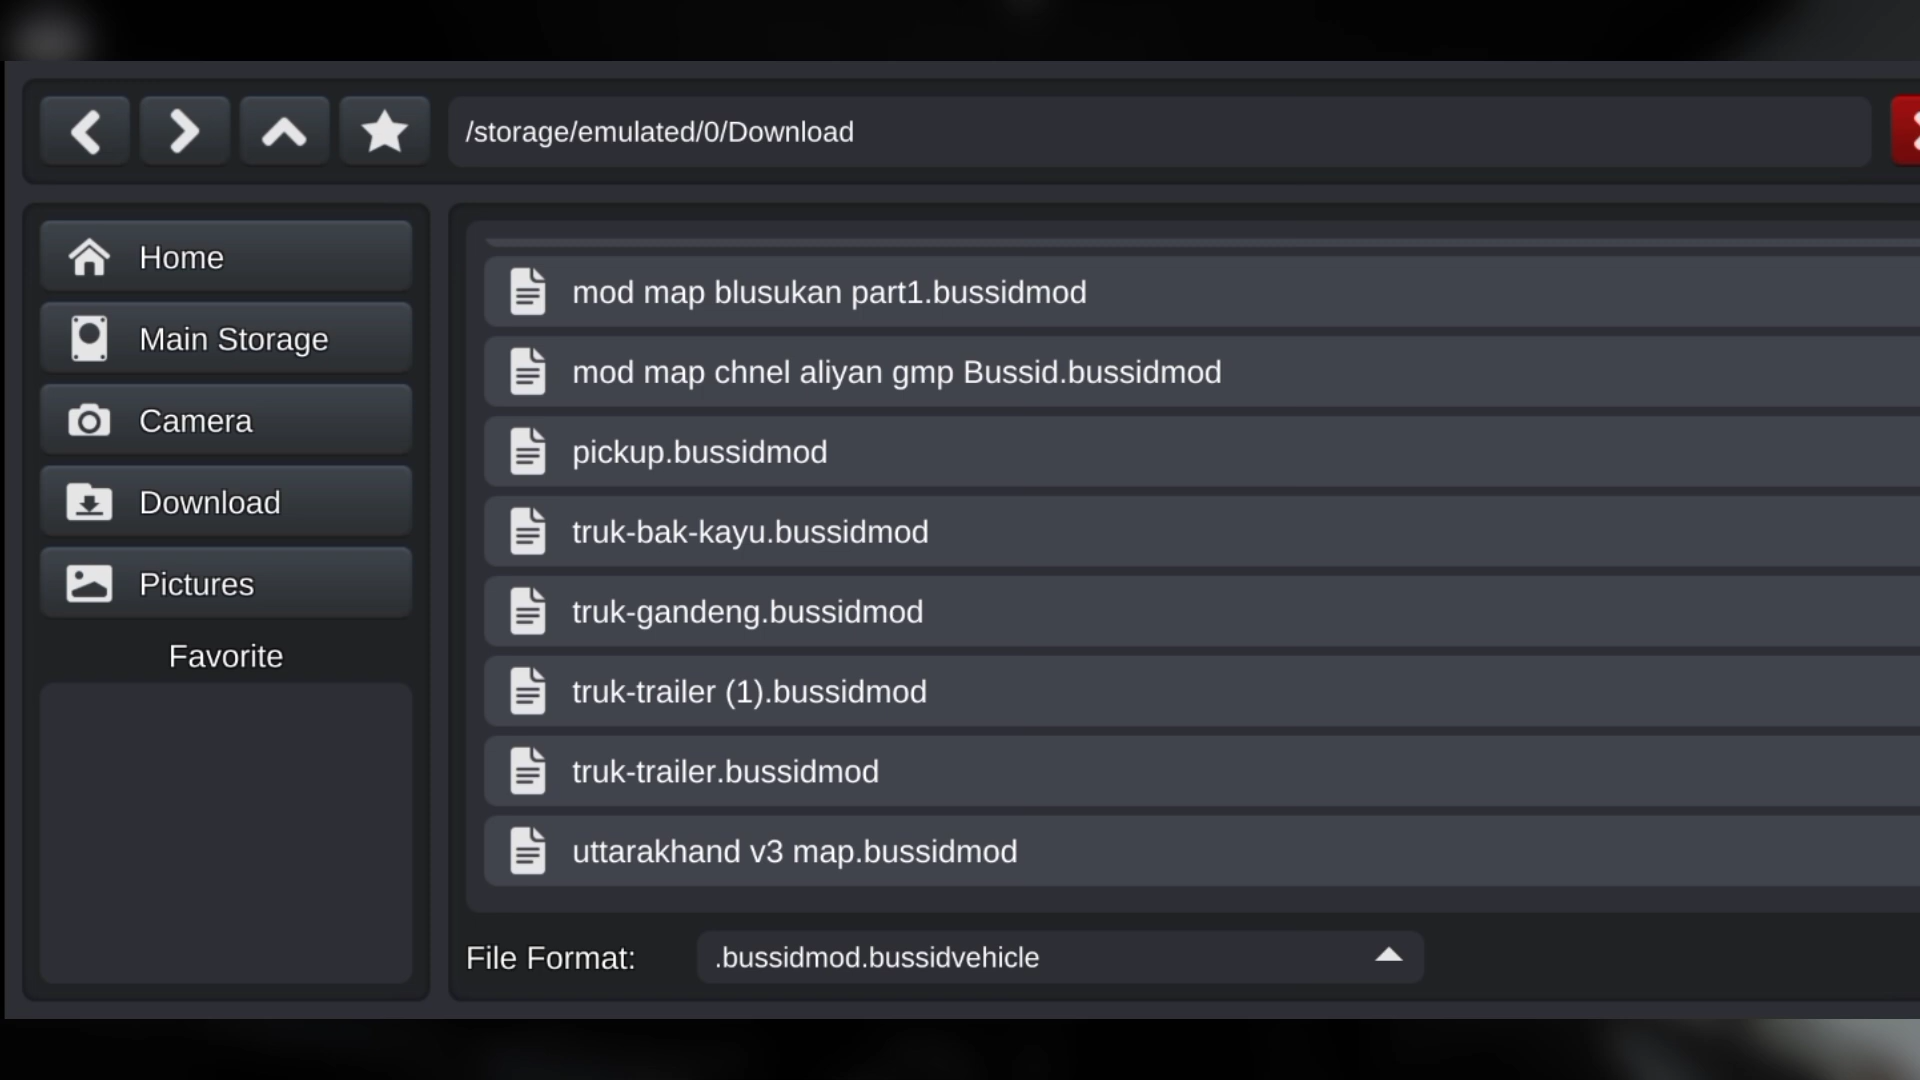 /storage/emulated/0/Download
Home
Main Storage
Camera
Download
Pictures
Favorite
mod map blusukan part1.bussidmod
mod map chnel aliyan gmp Bussid.bussidmod
pickup.bussidmod
truk-bak-kayu.bussidmod
truk-gandeng.bussidmod
truk-trailer (1).bussidmod
truk-trailer.bussidmod
uttarakhand v3 map.bussidmod
File Format:
.bussidmod.bussidvehicle